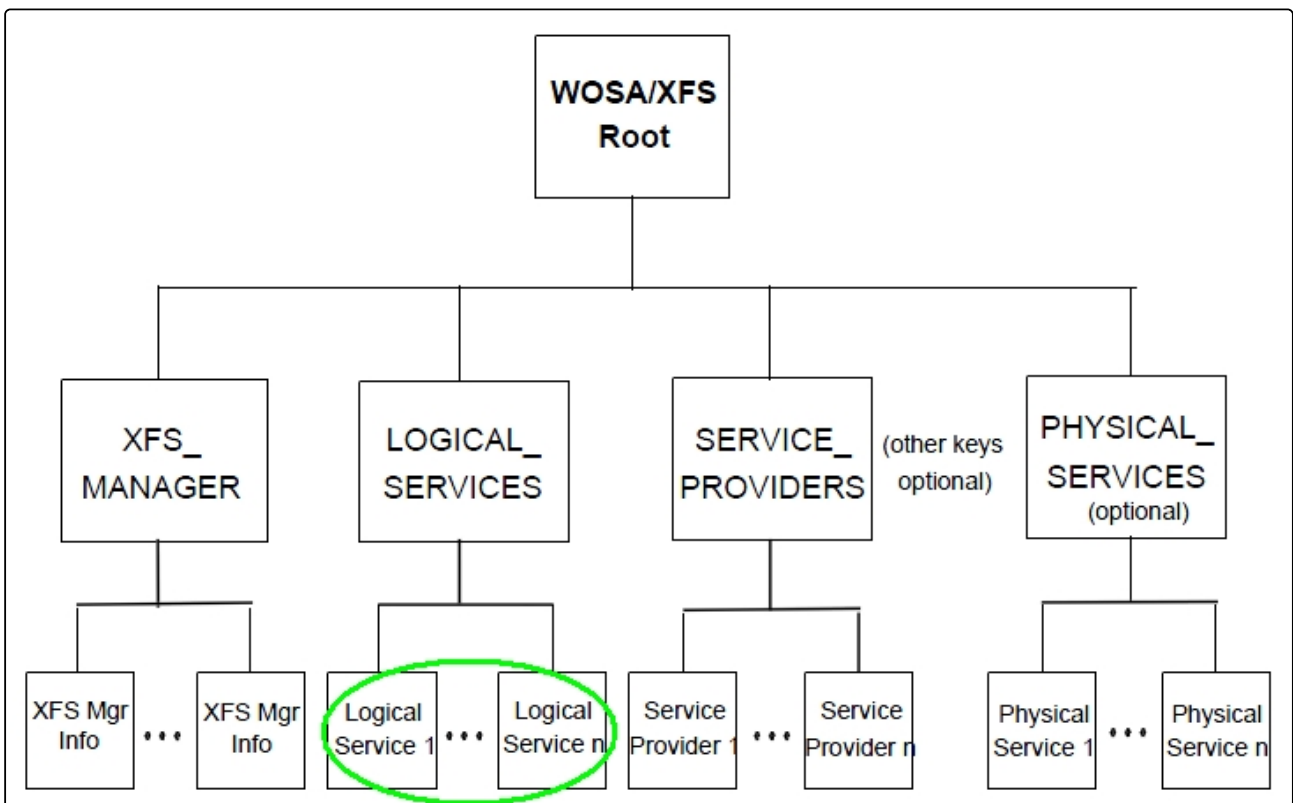 WOSA/XFS
Root
XFS_
MANAGER
LOGICAL_
SERVICES
SERVICE_
PROVIDERS
(other keys
optional)
PHYSICAL_
SERVICES
(optional)
XFS Mgr
Info
•••
XFS Mgr
Info
Logical
Service 1
•••
Logical
Service n
Service
Provider 1
•••
Service
Provider n
Physical
Service 1
•••
Physical
Service n